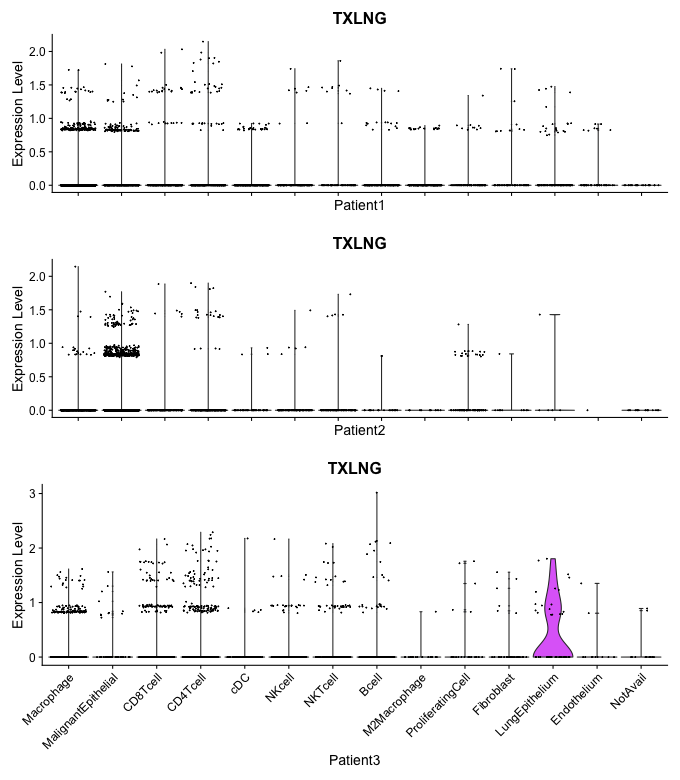 TXLNG
Expression Level
2.0
1.5
1.0
0.5
0.0
Patient1
TXLNG
Expression Level
2.0
1.5
1.0
0.5
0.0
Patient2
TXLNG
Expression Level
3
2
1
0
Macrophage
MalignantEpithelial
CD8Tcell
CD4Tcell
cDC
NKcell
NKTcell
Bcell
M2Macrophage
ProliferatingCell
Fibroblast
LungEpithelium
Endothelium
NotAvail
Patient3